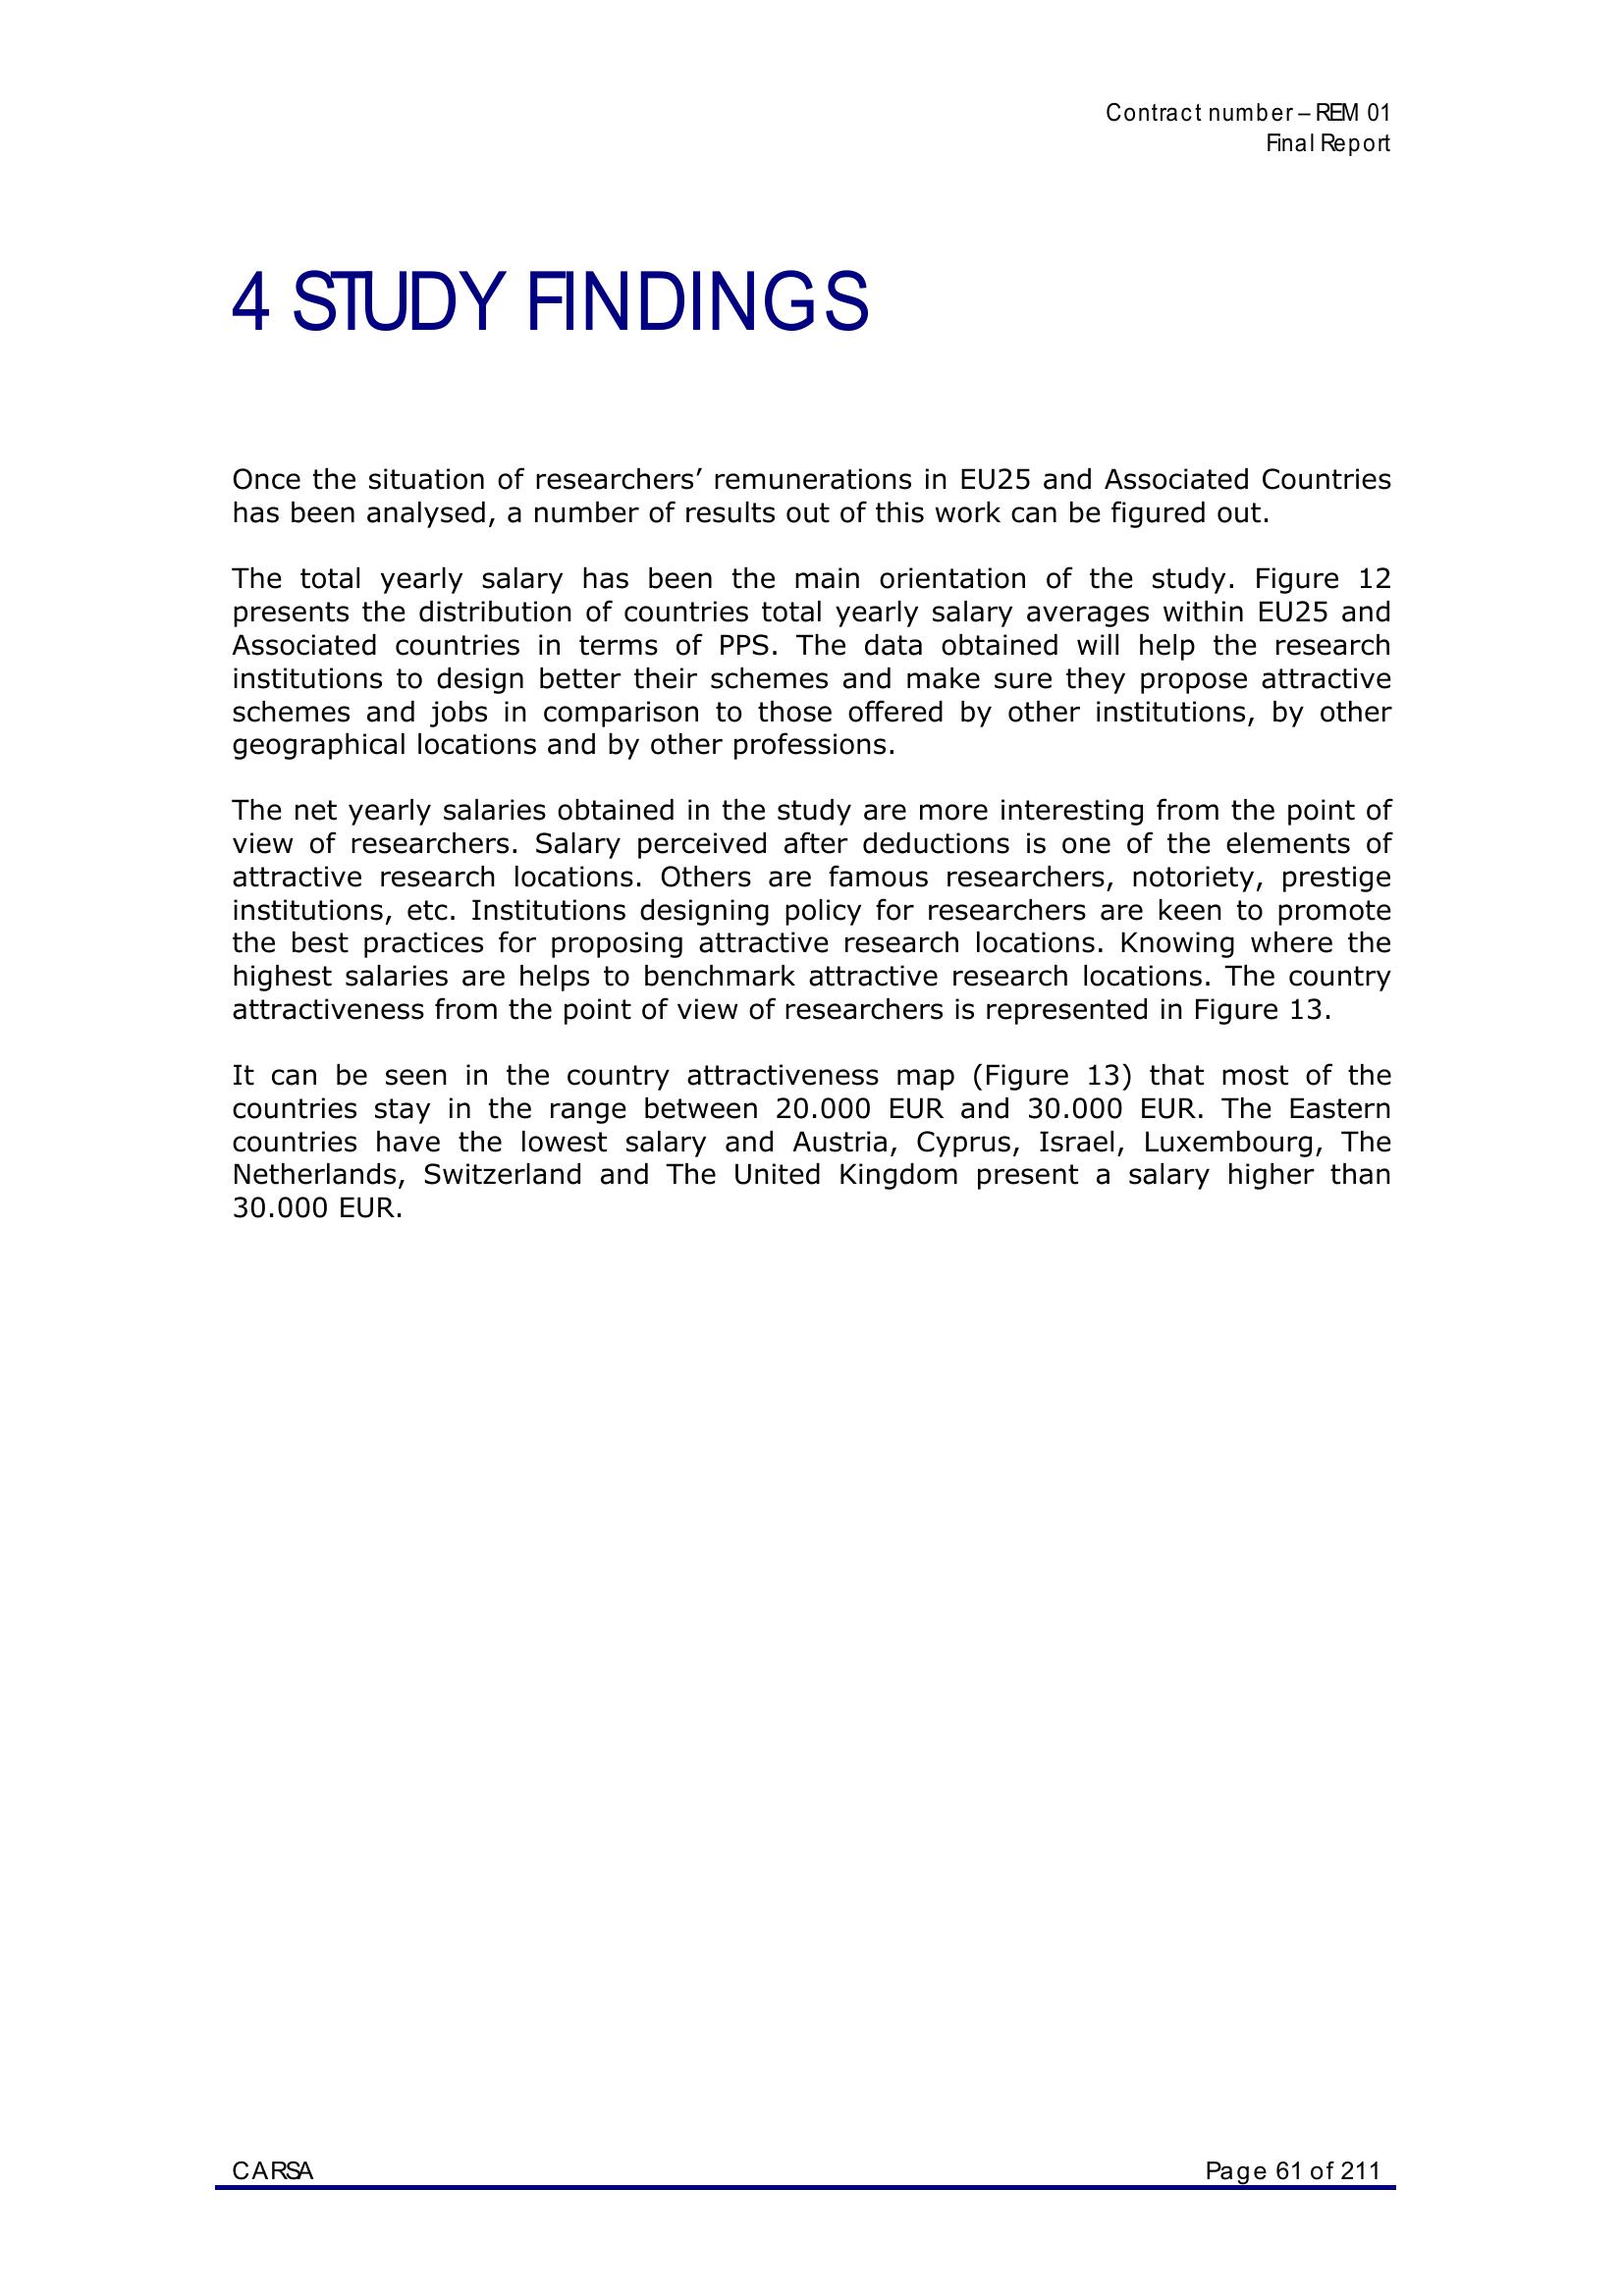 Contract number – REM 01
Final Report
4 STUDY FINDINGS
Once the situation of researchers’ remunerations in EU25 and Associated Countries
has been analysed, a number of results out of this work can be figured out.
The total yearly salary has been the main orientation of the study. Figure 12
presents the distribution of countries total yearly salary averages within EU25 and
Associated countries in terms of PPS. The data obtained will help the research
institutions to design better their schemes and make sure they propose attractive
schemes and jobs in comparison to those offered by other institutions, by other
geographical locations and by other professions.
The net yearly salaries obtained in the study are more interesting from the point of
view of researchers. Salary perceived after deductions is one of the elements of
attractive research locations. Others are famous researchers, notoriety, prestige
institutions, etc. Institutions designing policy for researchers are keen to promote
the best practices for proposing attractive research locations. Knowing where the
highest salaries are helps to benchmark attractive research locations. The country
attractiveness from the point of view of researchers is represented in Figure 13.
It can be seen in the country attractiveness map (Figure 13) that most of the
countries stay in the range between 20.000 EUR and 30.000 EUR. The Eastern
countries have the lowest salary and Austria, Cyprus, Israel, Luxembourg, The
Netherlands, Switzerland and The United Kingdom present a salary higher than
30.000 EUR.
CARSA Page 61 of 211